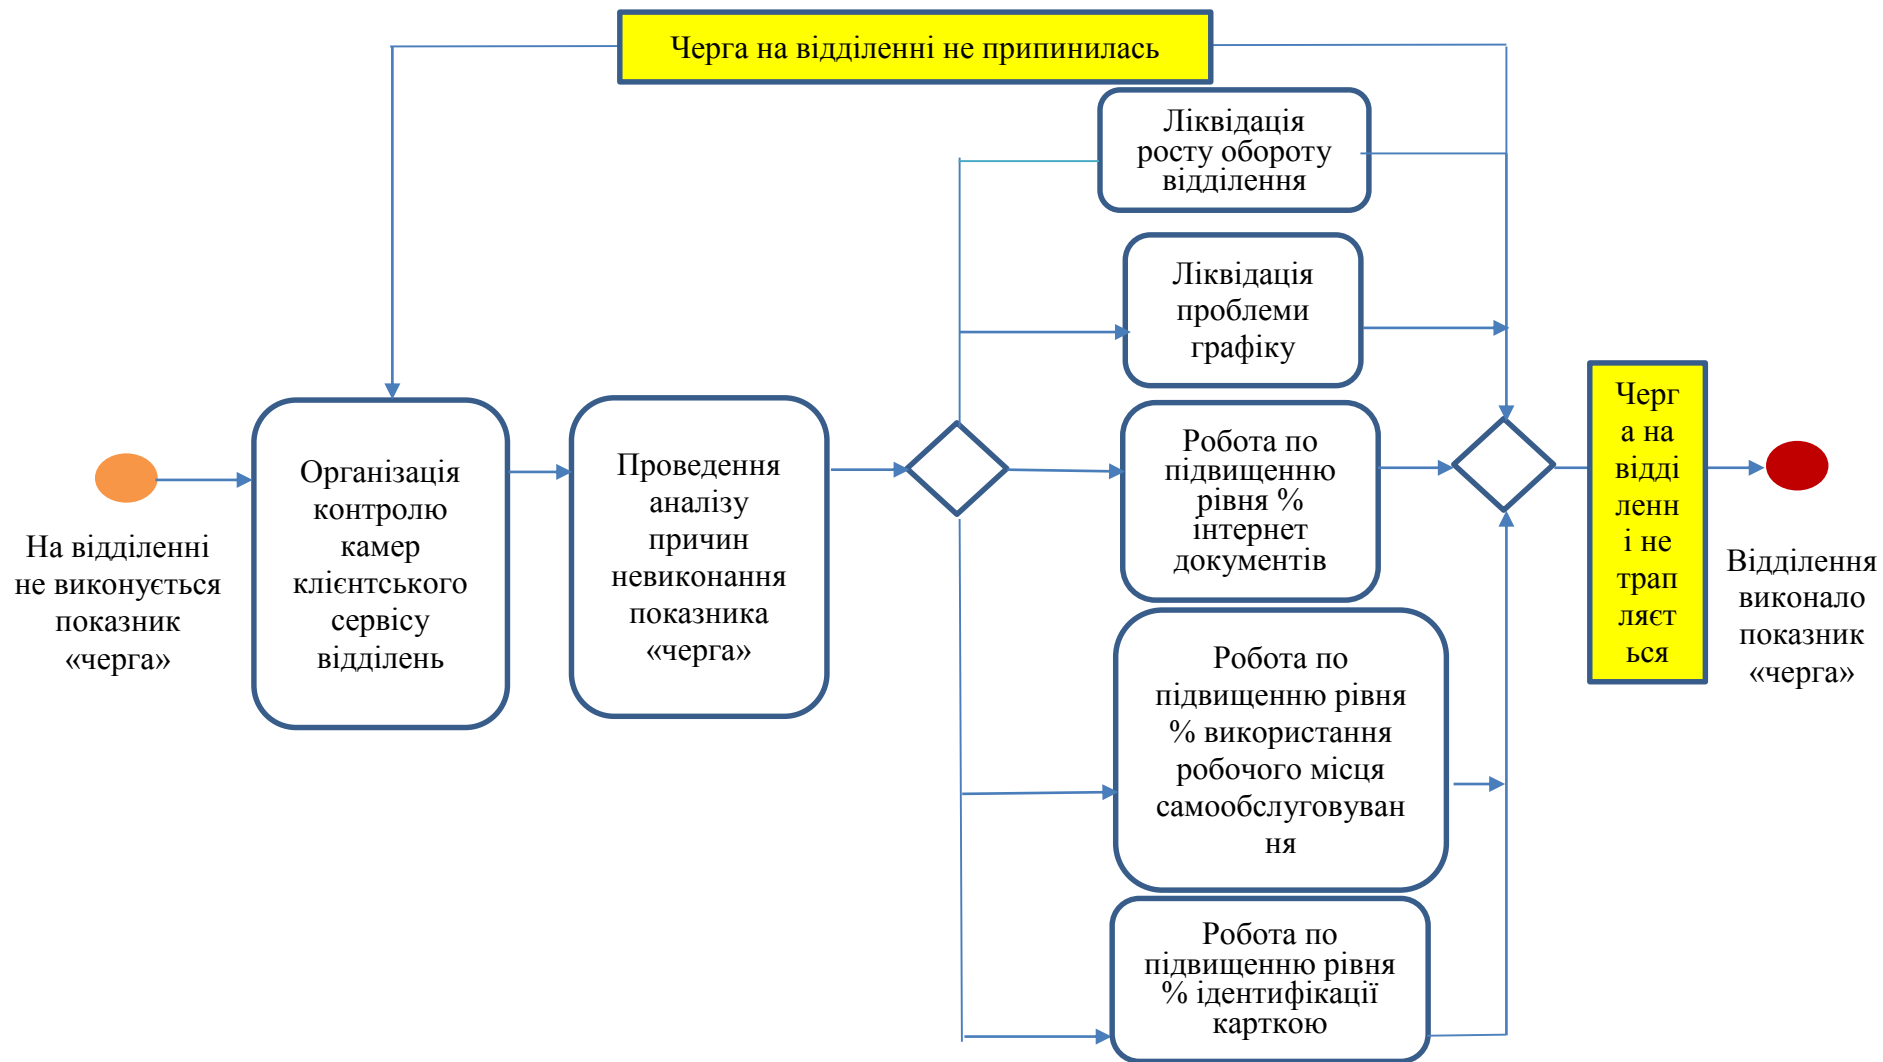 Черга на відділенні не припинилась
Ліквідація
росту обороту
відділення
Ліквідація
проблеми
графіку
На відділенні
не виконується
показник
«черга»
Організація
контролю
камер
клієнтського
сервісу
відділень
Проведення
аналізу
причин
невиконання
показника
«черга»
Робота по
підвищенню
рівня %
інтернет
документів
Робота по
підвищенню рівня
% використання
робочого місця
самообслуговуван
ня
Робота по
підвищенню рівня
% ідентифікації
карткою
Черг
а на
відді
ленн
і не
трап
ляєт
ься
Відділення
виконало
показник
«черга»